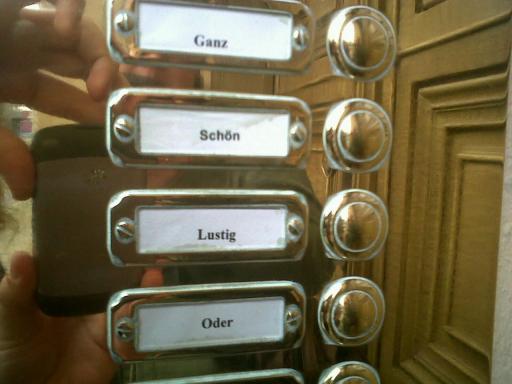 Ganz
Schön
Lustig
Oder